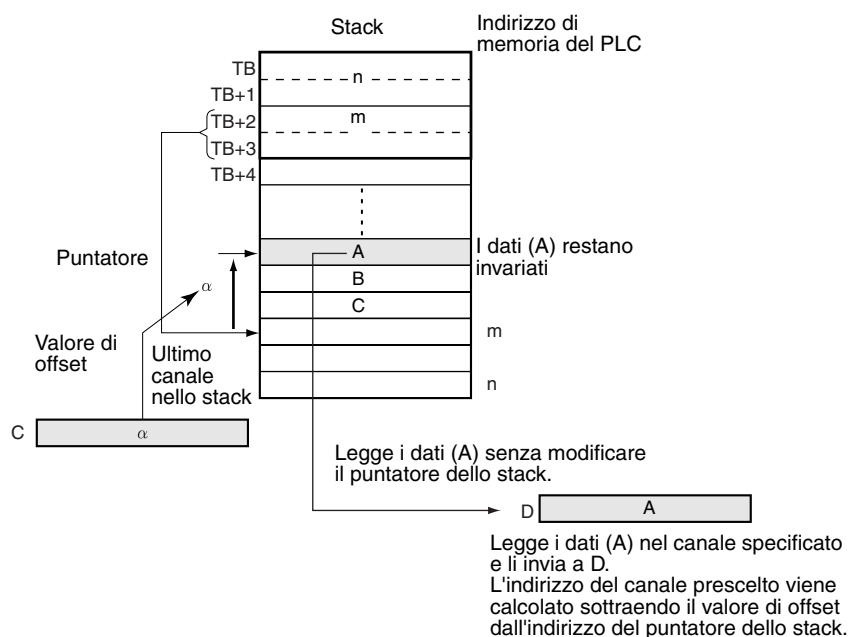 Stack
Indirizzo di
memoria del PLC
TB
n
TB+1
TB+2
m
TB+3
TB+4
Puntatore
A
I dati (A) restano
invariati
B
α
C
m
Valore di
offset
Ultimo
canale
nello stack
n
C
α
Legge i dati (A) senza modificare
il puntatore dello stack.
D
A
Legge i dati (A) nel canale specificato
e li invia a D.
L'indirizzo del canale prescelto viene
calcolato sottraendo il valore di offset
dall'indirizzo del puntatore dello stack.